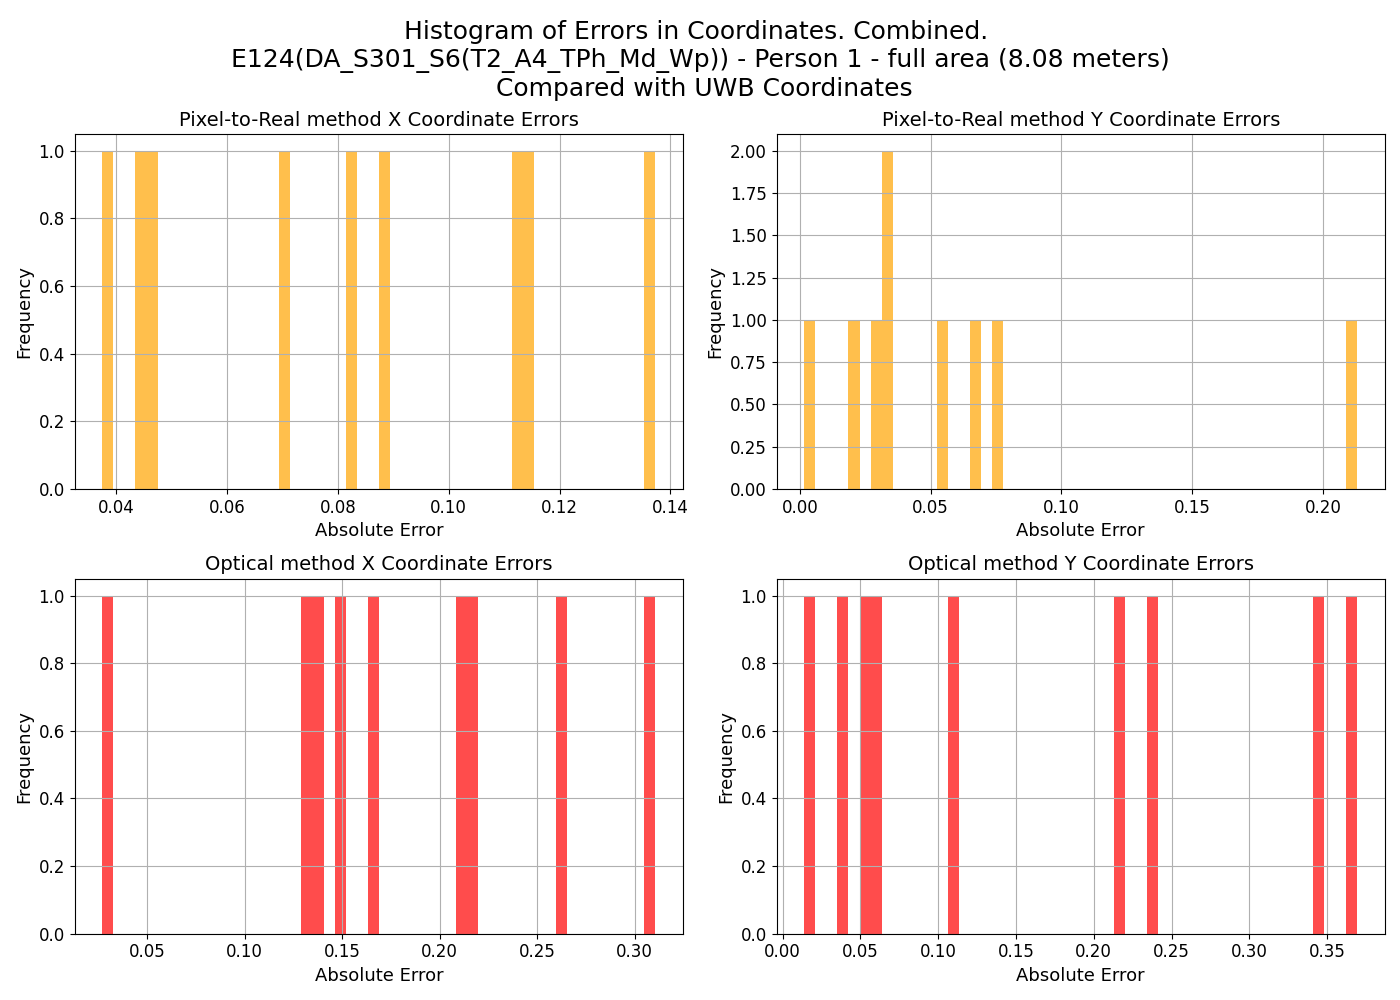 Histogram of Errors in Coordinates. Combined.
E124(DA_S301_S6(T2_A4_TPh_Md_Wp)) - Person 1 - full area (8.08 meters)
Compared with UWB Coordinates
Pixel-to-Real method X Coordinate Errors
1.0
0.8
0.6
0.4
0.2
0.0
Frequency
0.04 0.06 0.08 0.10 0.12 0.14
Absolute Error
Pixel-to-Real method Y Coordinate Errors
2.00
1.75
1.50
1.25
1.00
0.75
0.50
0.25
0.00
Frequency
0.00 0.05 0.10 0.15 0.20
Absolute Error
Optical method X Coordinate Errors
1.0
0.8
0.6
0.4
0.2
0.0
Frequency
0.05 0.10 0.15 0.20 0.25 0.30
Absolute Error
Optical method Y Coordinate Errors
1.0
0.8
0.6
0.4
0.2
0.0
Frequency
0.00 0.05 0.10 0.15 0.20 0.25 0.30 0.35
Absolute Error